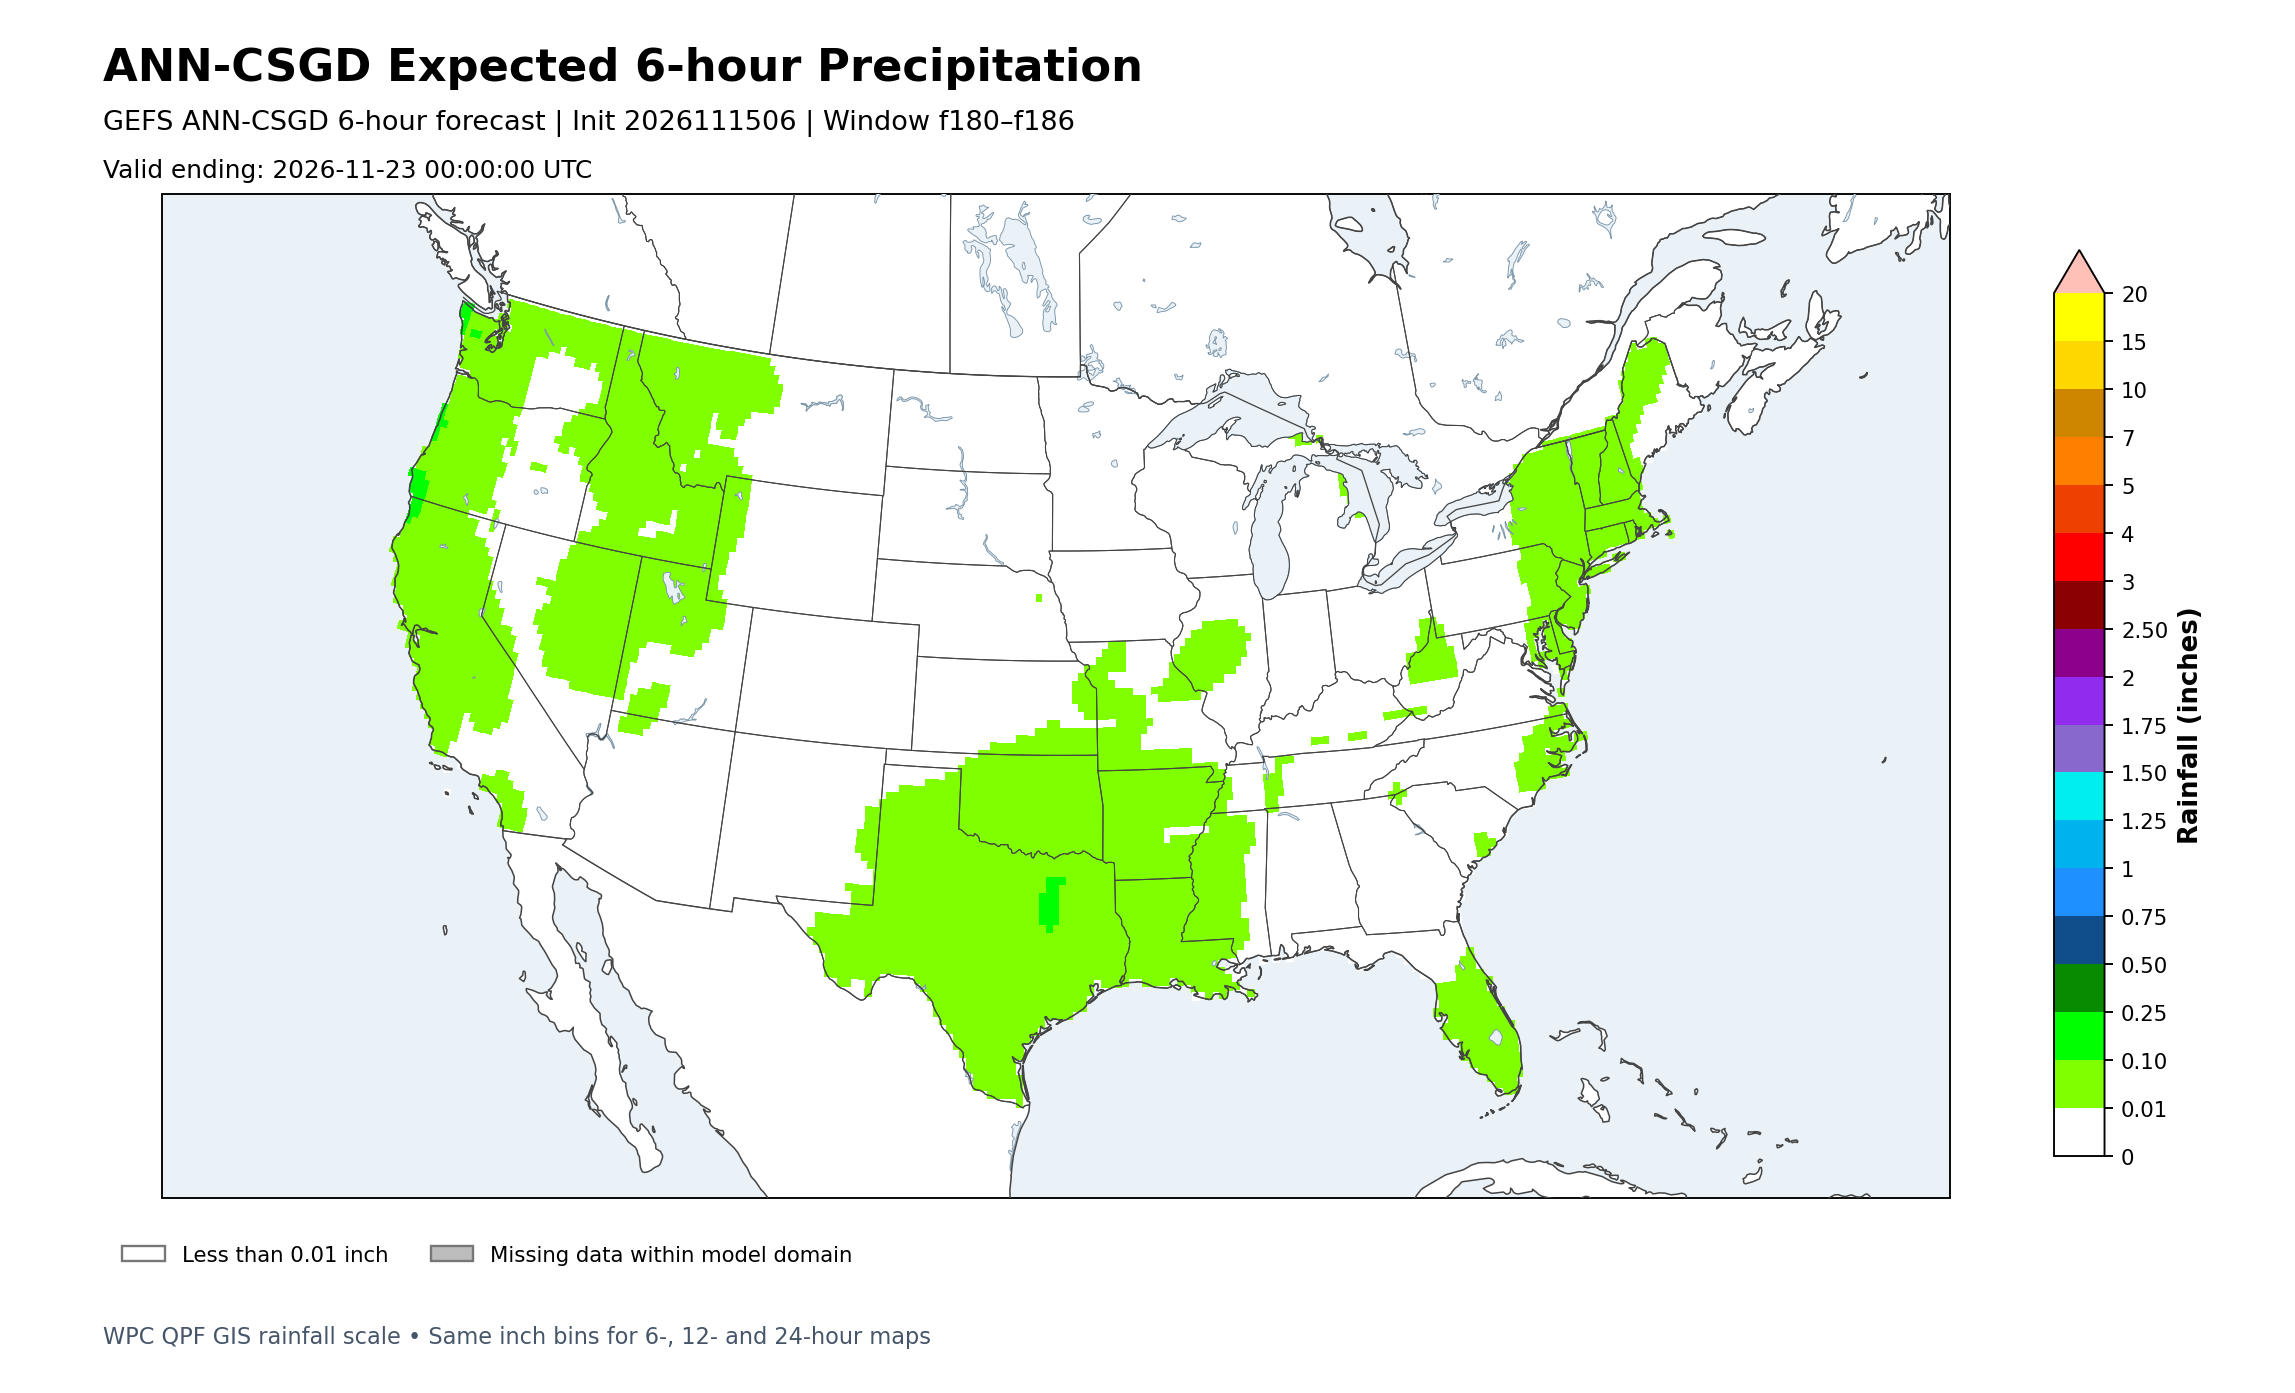 ANN-CSGD Expected 6-hour Precipitation
GEFS ANN-CSGD 6-hour forecast | Init 2026111506 | Window f180–f186
Valid ending: 2026-11-23 00:00:00 UTC
20
15
10
7
5
4
3
2.50
2
1.75
1.50
1.25
1
0.75
0.50
0.25
0.10
0.01
0
Rainfall (inches)
Less than 0.01 inch
Missing data within model domain
WPC QPF GIS rainfall scale • Same inch bins for 6-, 12- and 24-hour maps